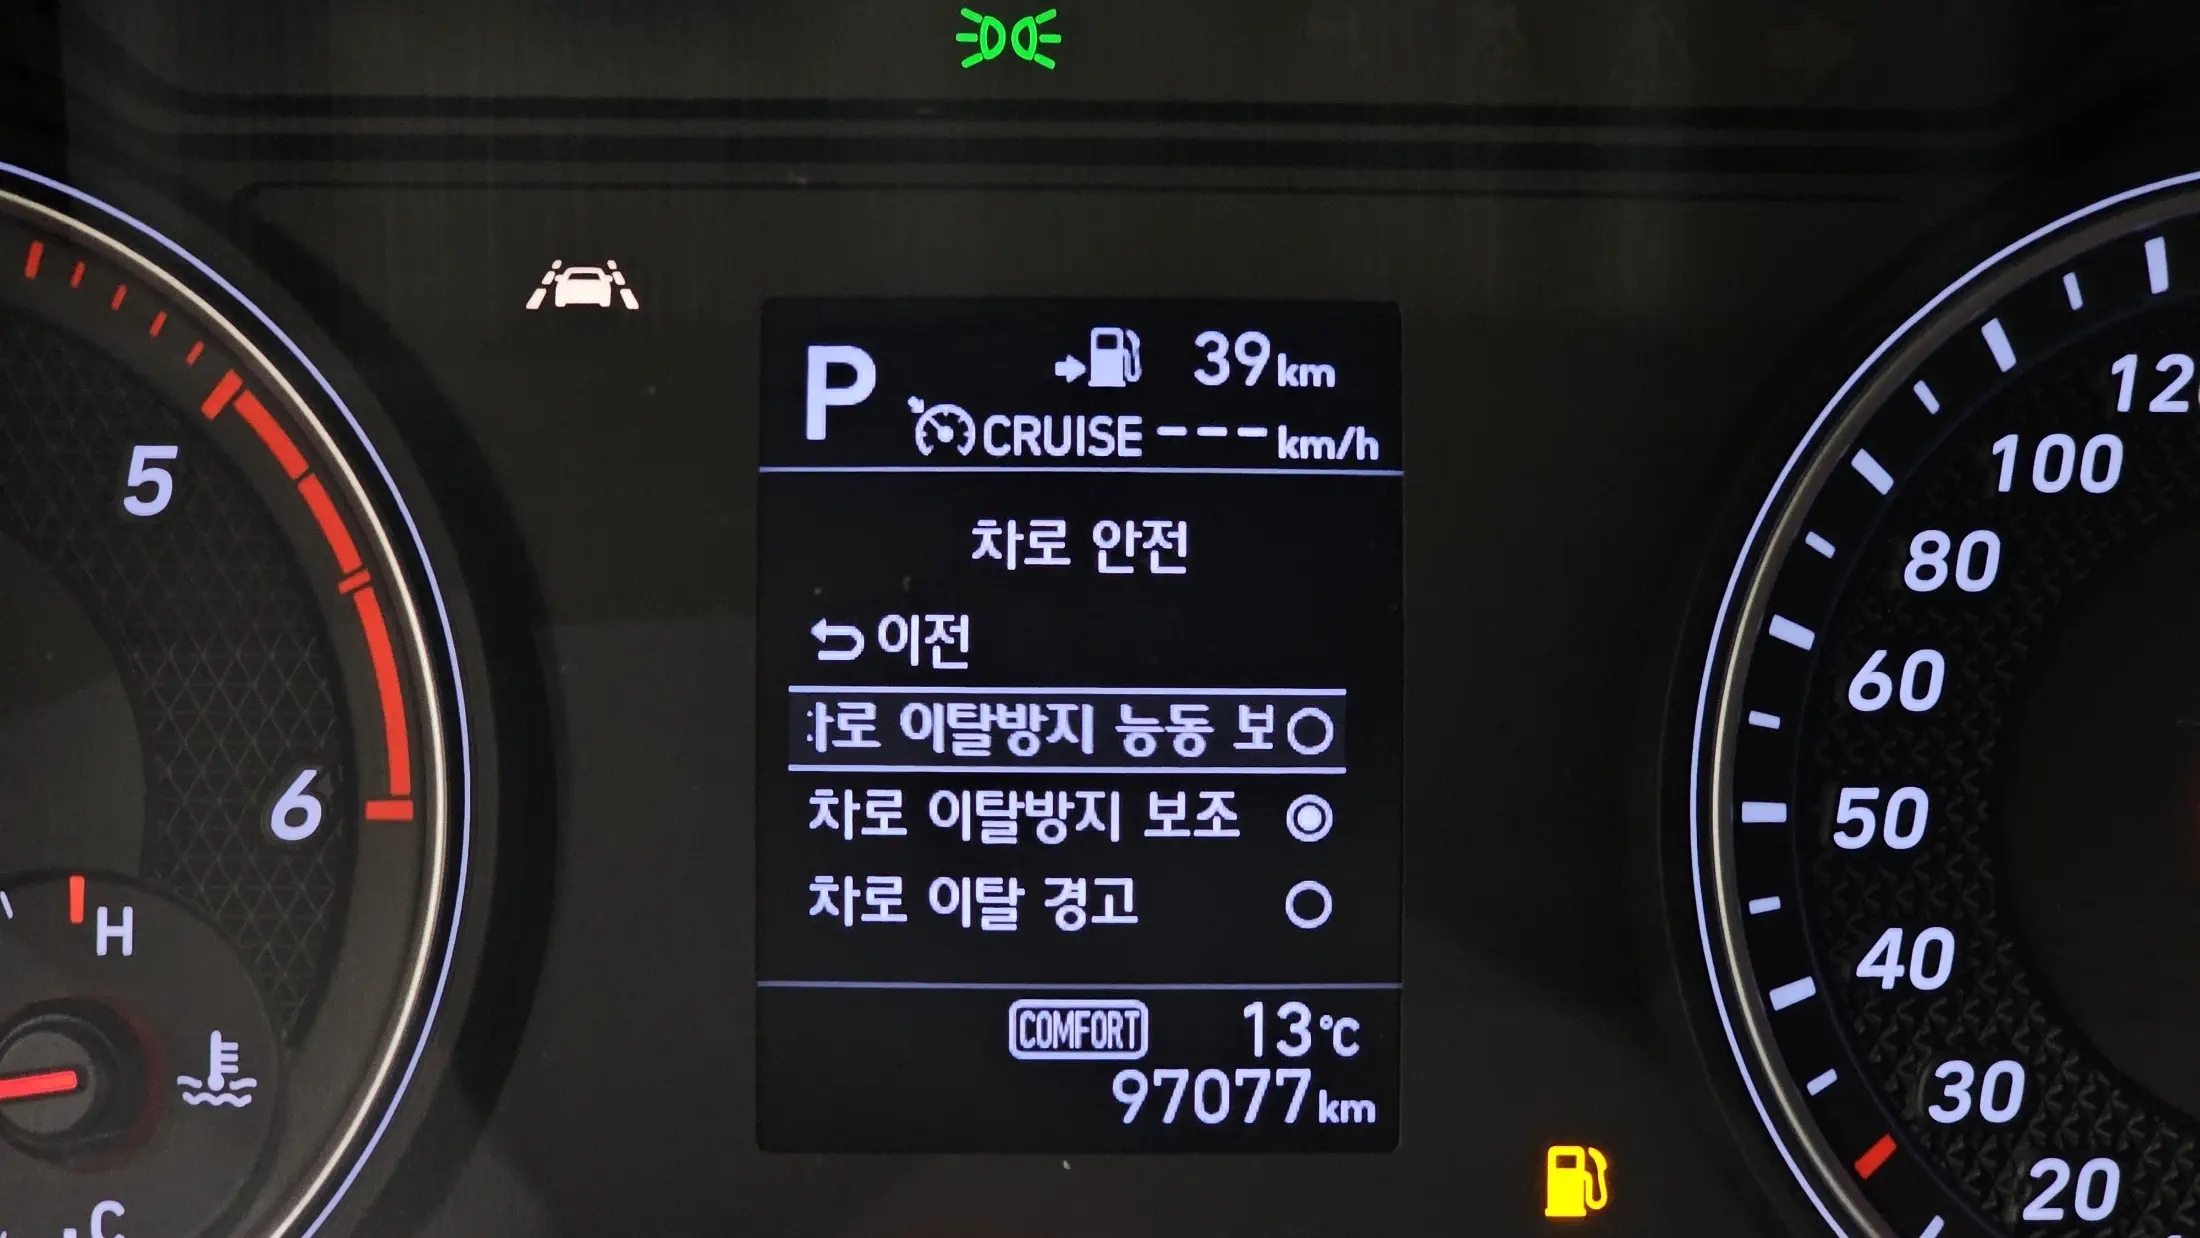 P
39km
CRUISE ---km/h
차로 안전
이전
로 이탈방지 능동 보
차로 이탈방지 보조
차로 이탈 경고
COMFORT 13°C
97077km
5
6
H
C
120
100
80
60
50
40
30
20